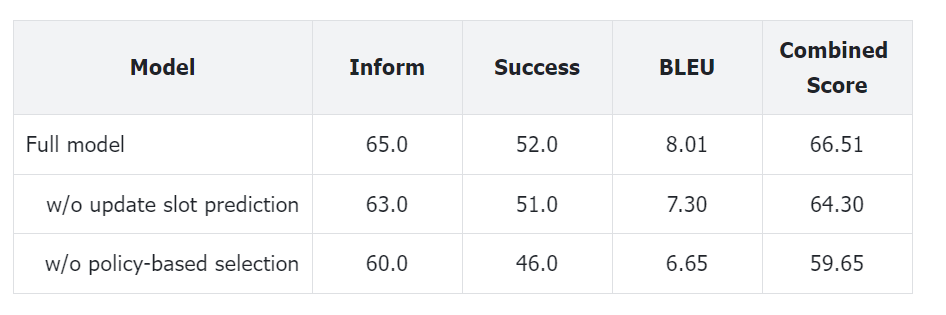 Model Inform Success BLEU Combined Score
Full model 65.0 52.0 8.01 66.51
w/o update slot prediction 63.0 51.0 7.30 64.30
w/o policy-based selection 60.0 46.0 6.65 59.65